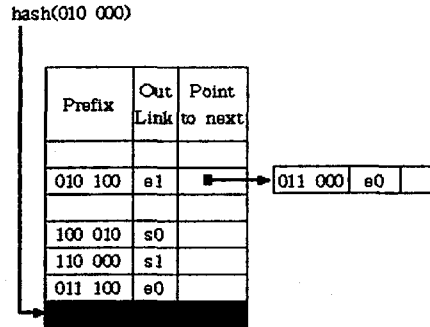 hash(010 000)
Prefix
Out Link
Point to next
010 100 e1
011 000 e0
100 010 s0
110 000 s1
011 100 e0